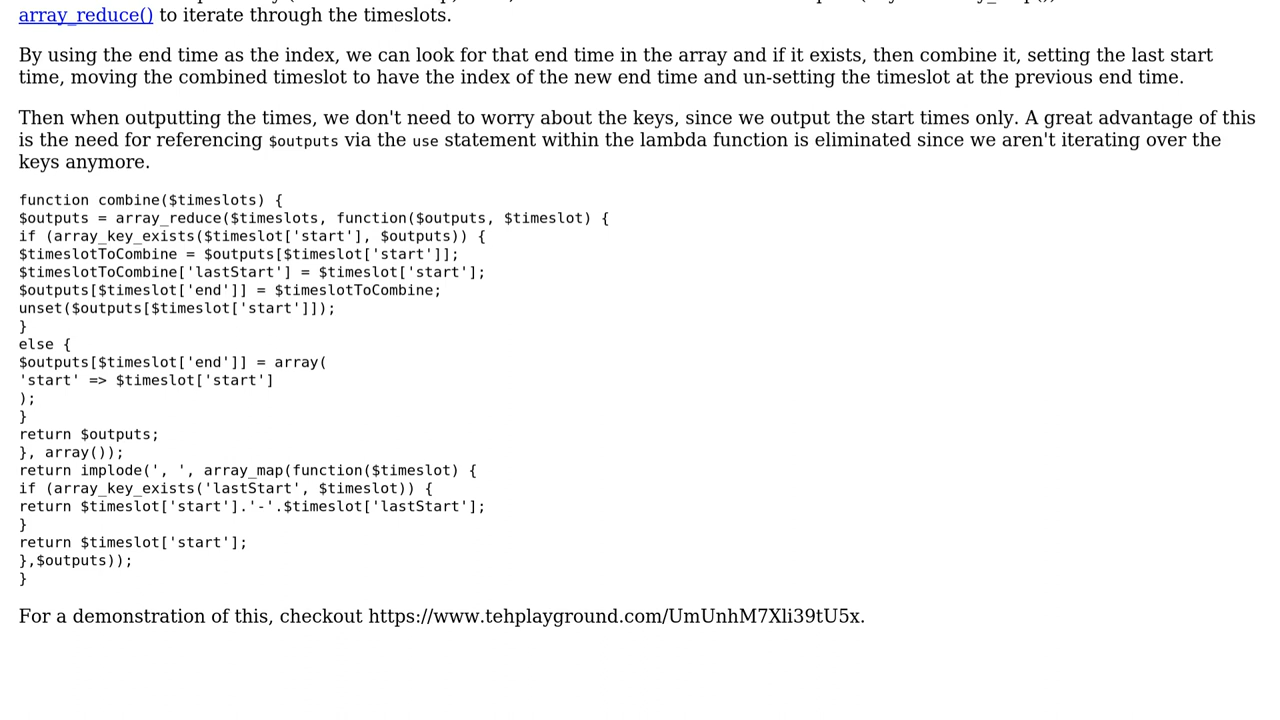 array_reduce() to iterate through the timeslots.
By using the end time as the index, we can look for that end time in the array and if it exists, then combine it, setting the last start
time, moving the combined timeslot to have the index of the new end time and un-setting the timeslot at the previous end time.
Then when outputting the times, we don't need to worry about the keys, since we output the start times only. A great advantage of this
is the need for referencing $outputs via the use statement within the lambda function is eliminated since we aren't iterating over the
keys anymore.
function combine($timeslots) {
$outputs = array_reduce($timeslots, function($outputs, $timeslot) {
if (array_key_exists($timeslot['start'], $outputs)) {
$timeslotToCombine = $outputs[$timeslot['start']];
$timeslotToCombine['lastStart'] = $timeslot['start'];
$outputs[$timeslot['end']] = $timeslotToCombine;
unset($outputs[$timeslot['start']]);
}
else {
$outputs[$timeslot['end']] = array(
'start' => $timeslot['start']
);
}
return $outputs;
}, array());
return implode(', ', array_map(function($timeslot) {
if (array_key_exists('lastStart', $timeslot)) {
return $timeslot['start'].'-'.$timeslot['lastStart'];
}
return $timeslot['start'];
},$outputs));
}
For a demonstration of this, checkout https://www.tehplayground.com/UmUnhM7Xli39tU5x.